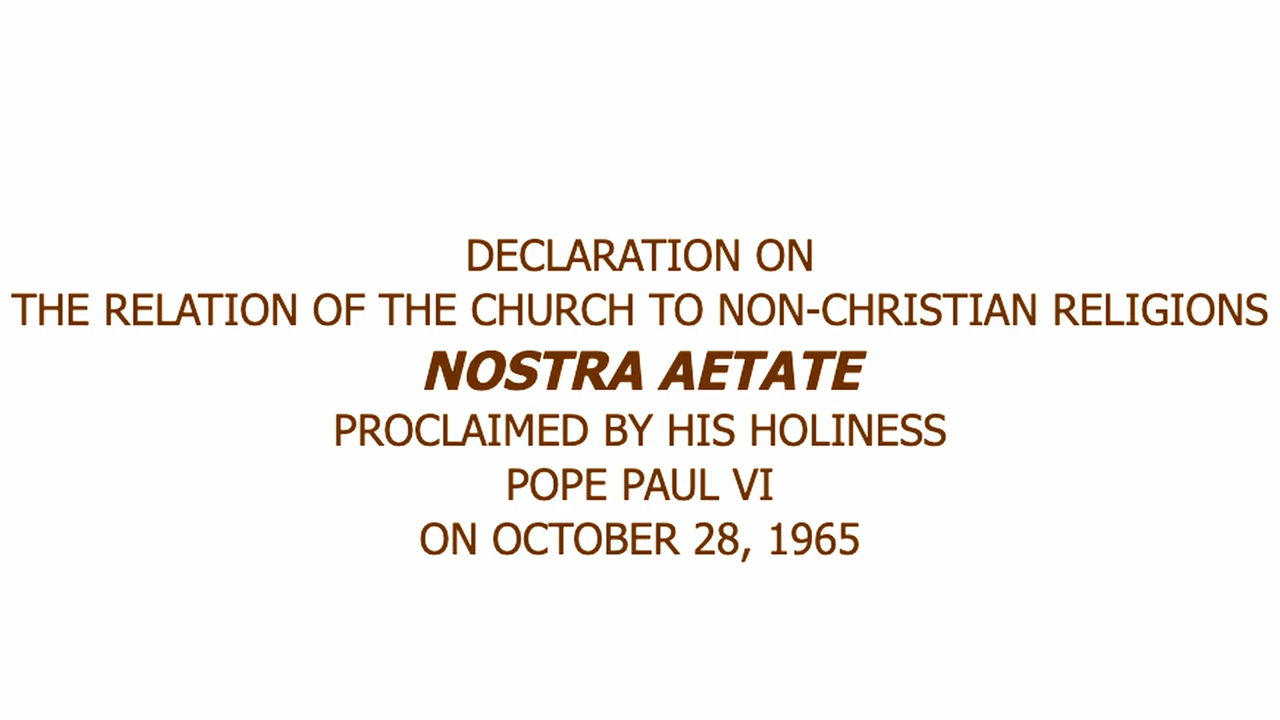 DECLARATION ON
THE RELATION OF THE CHURCH TO NON-CHRISTIAN RELIGIONS
NOSTRA AETATE
PROCLAIMED BY HIS HOLINESS
POPE PAUL VI
ON OCTOBER 28, 1965